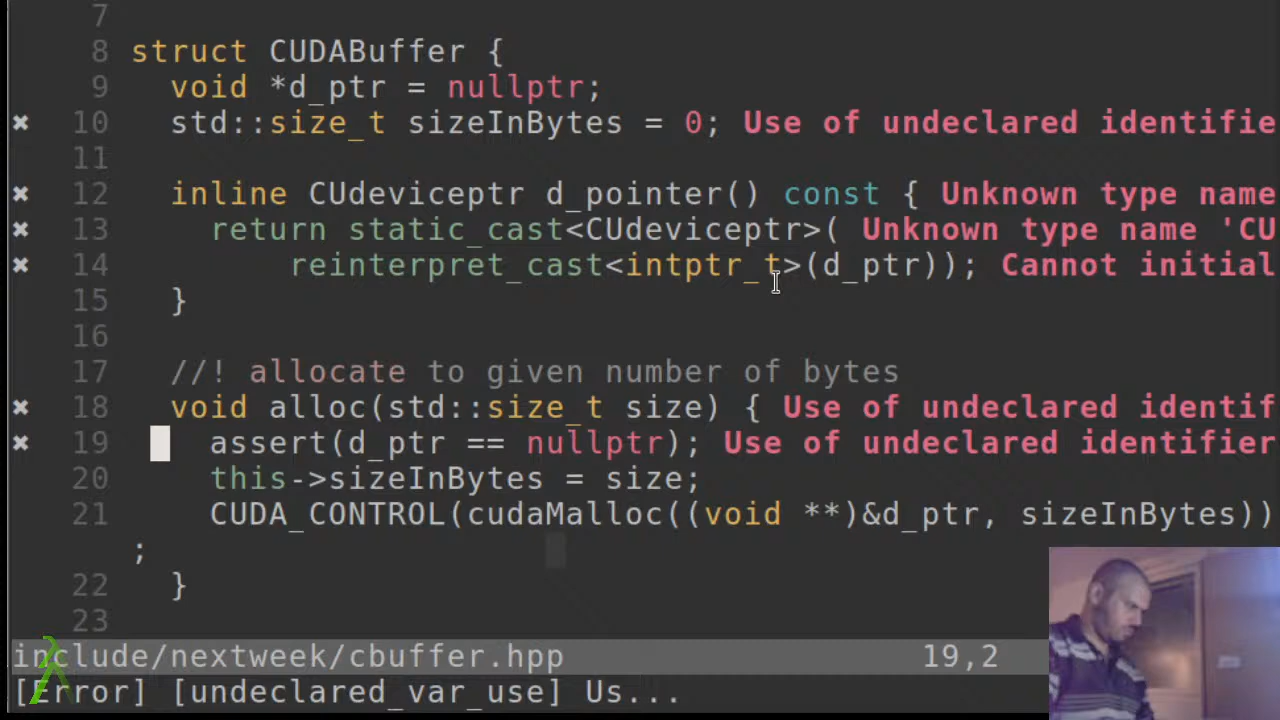 7
8 struct CUDABuffer {
9 void *d_ptr = nullptr;
✖ 10 std::size_t sizeInBytes = 0; Use of undeclared identifie
11
✖ 12 inline CUdeviceptr d_pointer() const { Unknown type name
✖ 13 return static_cast<CUdeviceptr>( Unknown type name 'CU
✖ 14 reinterpret_cast<intptr_t>(d_ptr)); Cannot initial
15 }
16
17 //! allocate to given number of bytes
✖ 18 void alloc(std::size_t size) { Use of undeclared identif
✖ 19 assert(d_ptr == nullptr); Use of undeclared identifier
20 this->sizeInBytes = size;
21 CUDA_CONTROL(cudaMalloc((void **)&d_ptr, sizeInBytes))
;
22 }
23
include/nextweek/cbuffer.hpp 19,2
[Error] [undeclared_var_use] Us...
λ